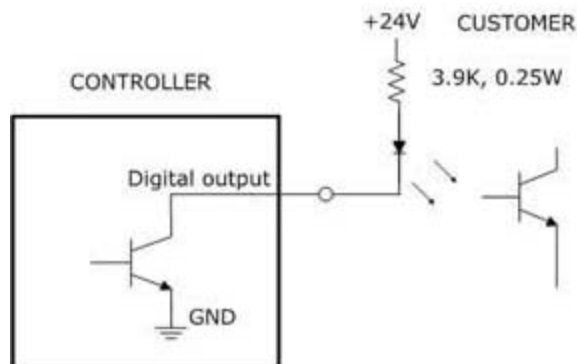 +24V
CUSTOMER
3.9K, 0.25W
CONTROLLER
Digital output
GND